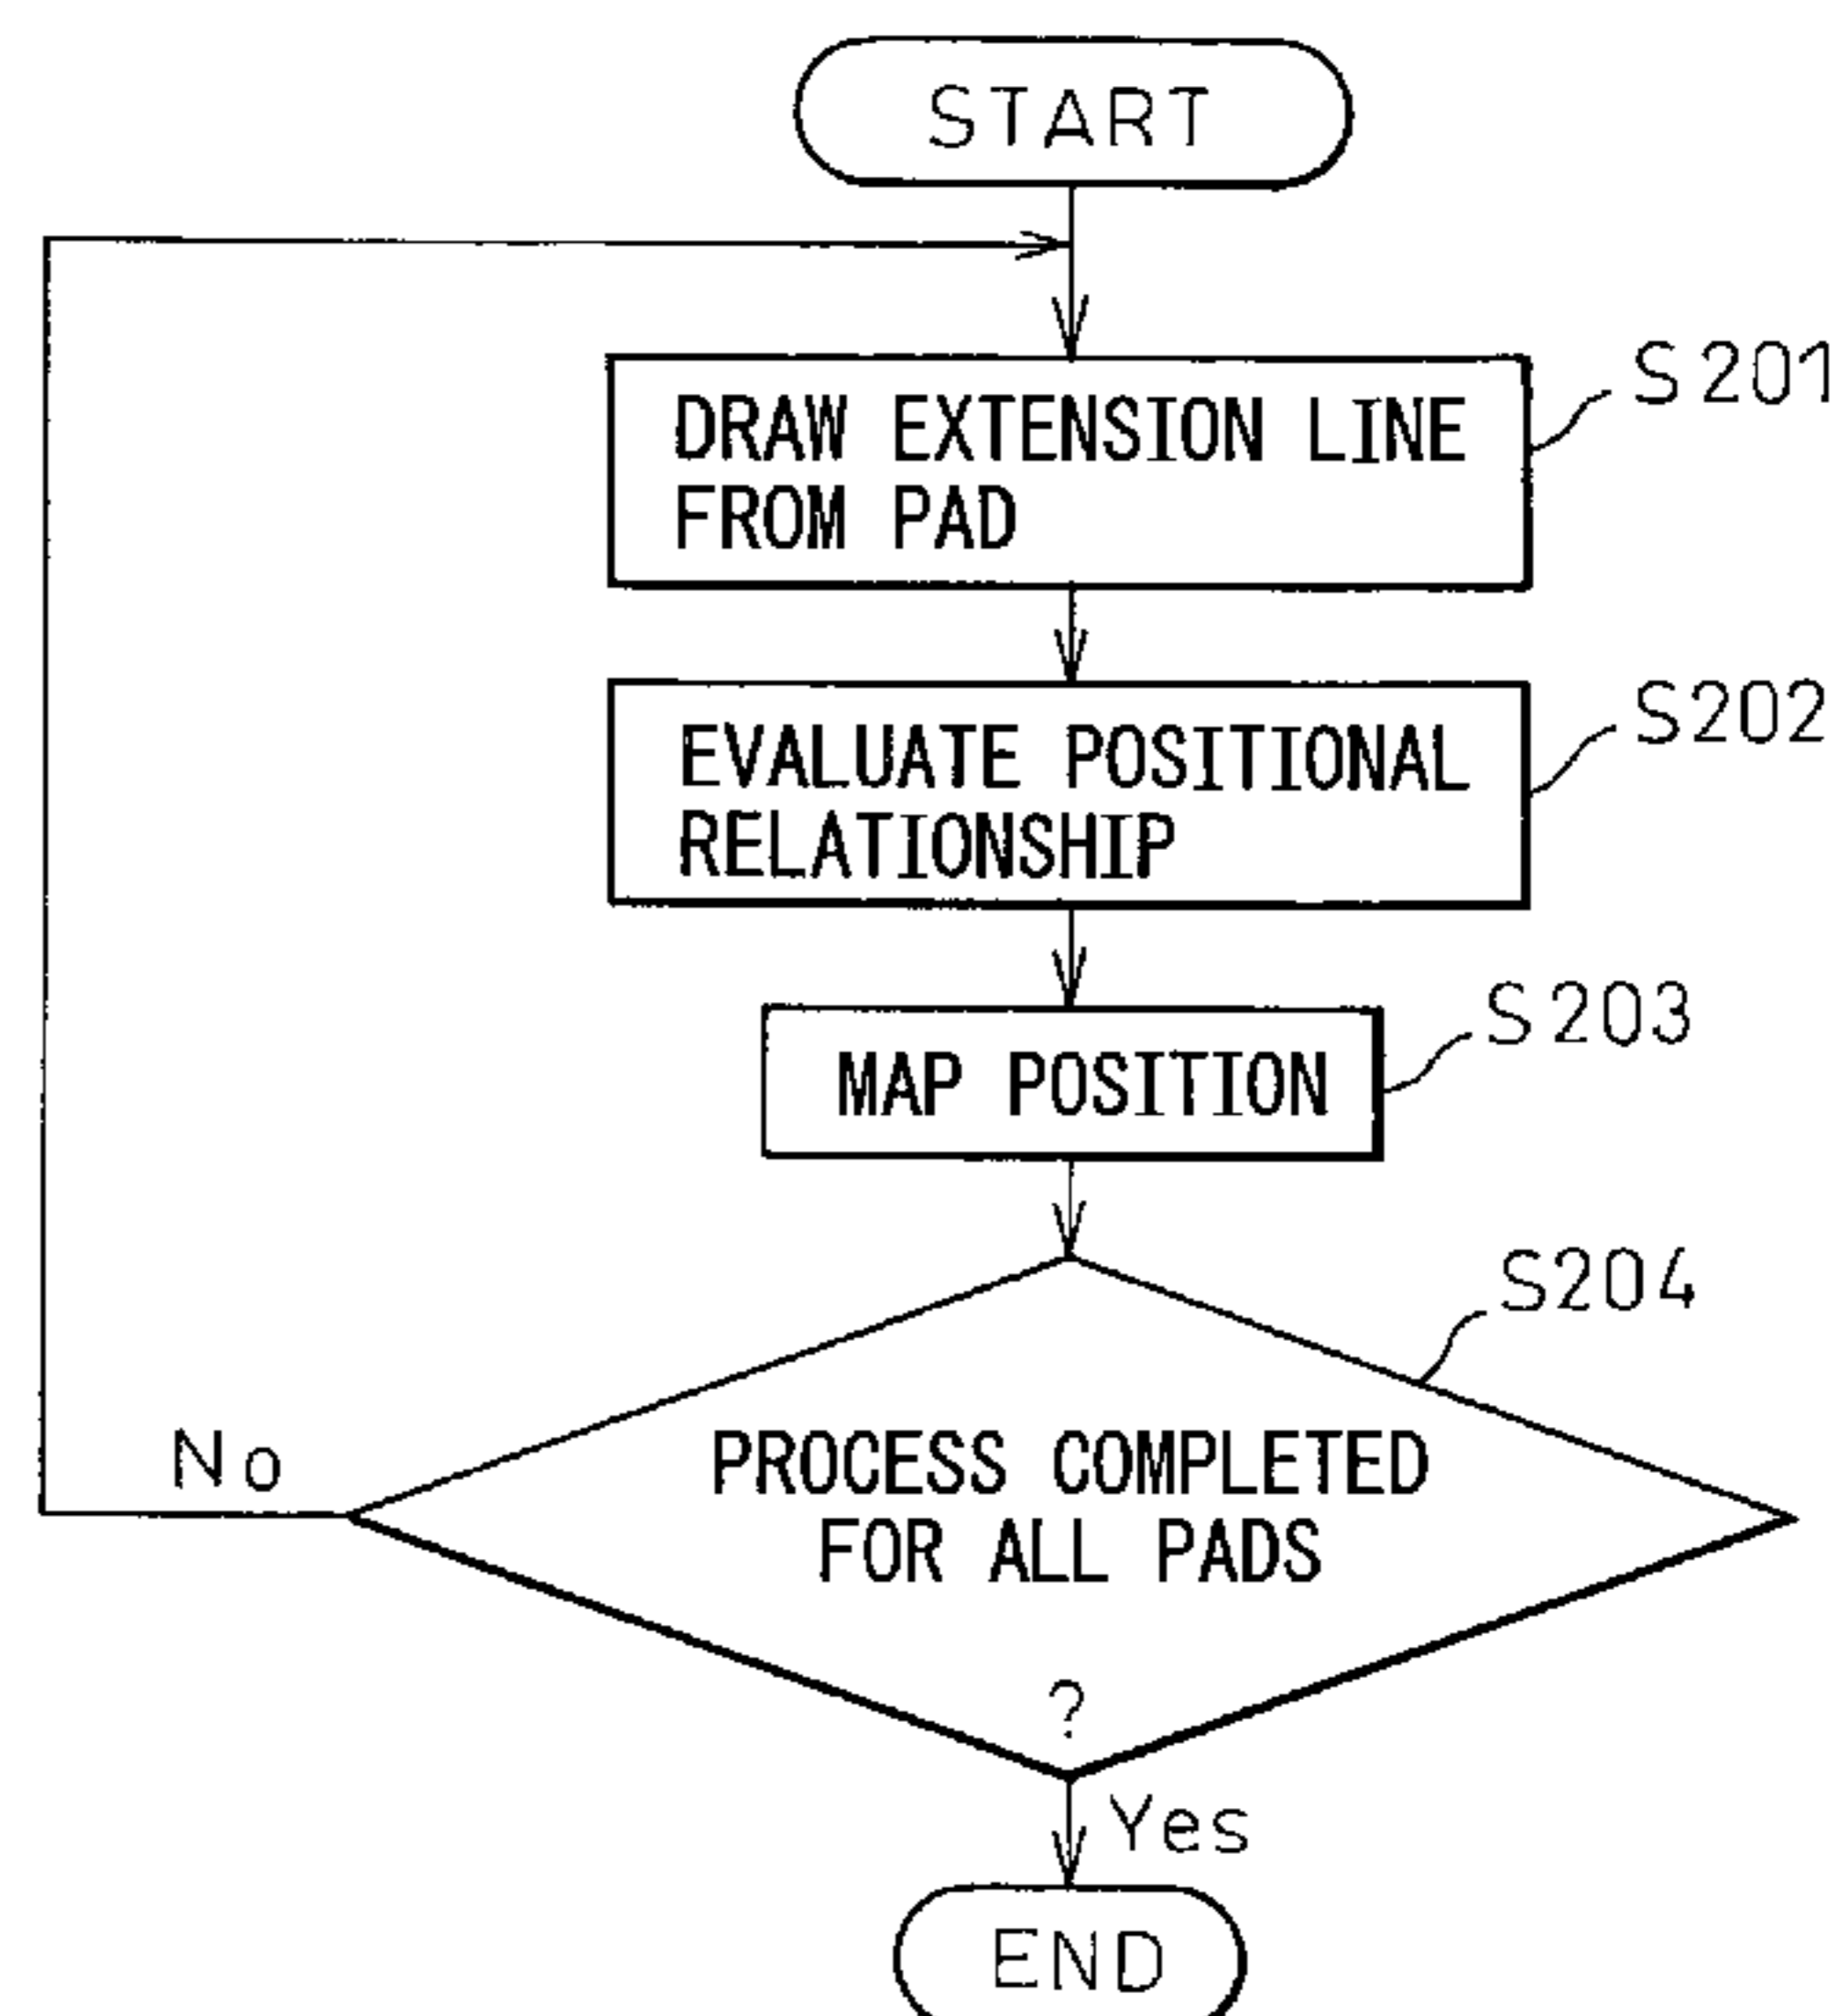 START
DRAW EXTENSION LINE
FROM PAD
S201
EVALUATE POSITIONAL
RELATIONSHIP
S202
MAP POSITION
S203
S204
PROCESS COMPLETED
FOR ALL PADS
?
No
Yes
END